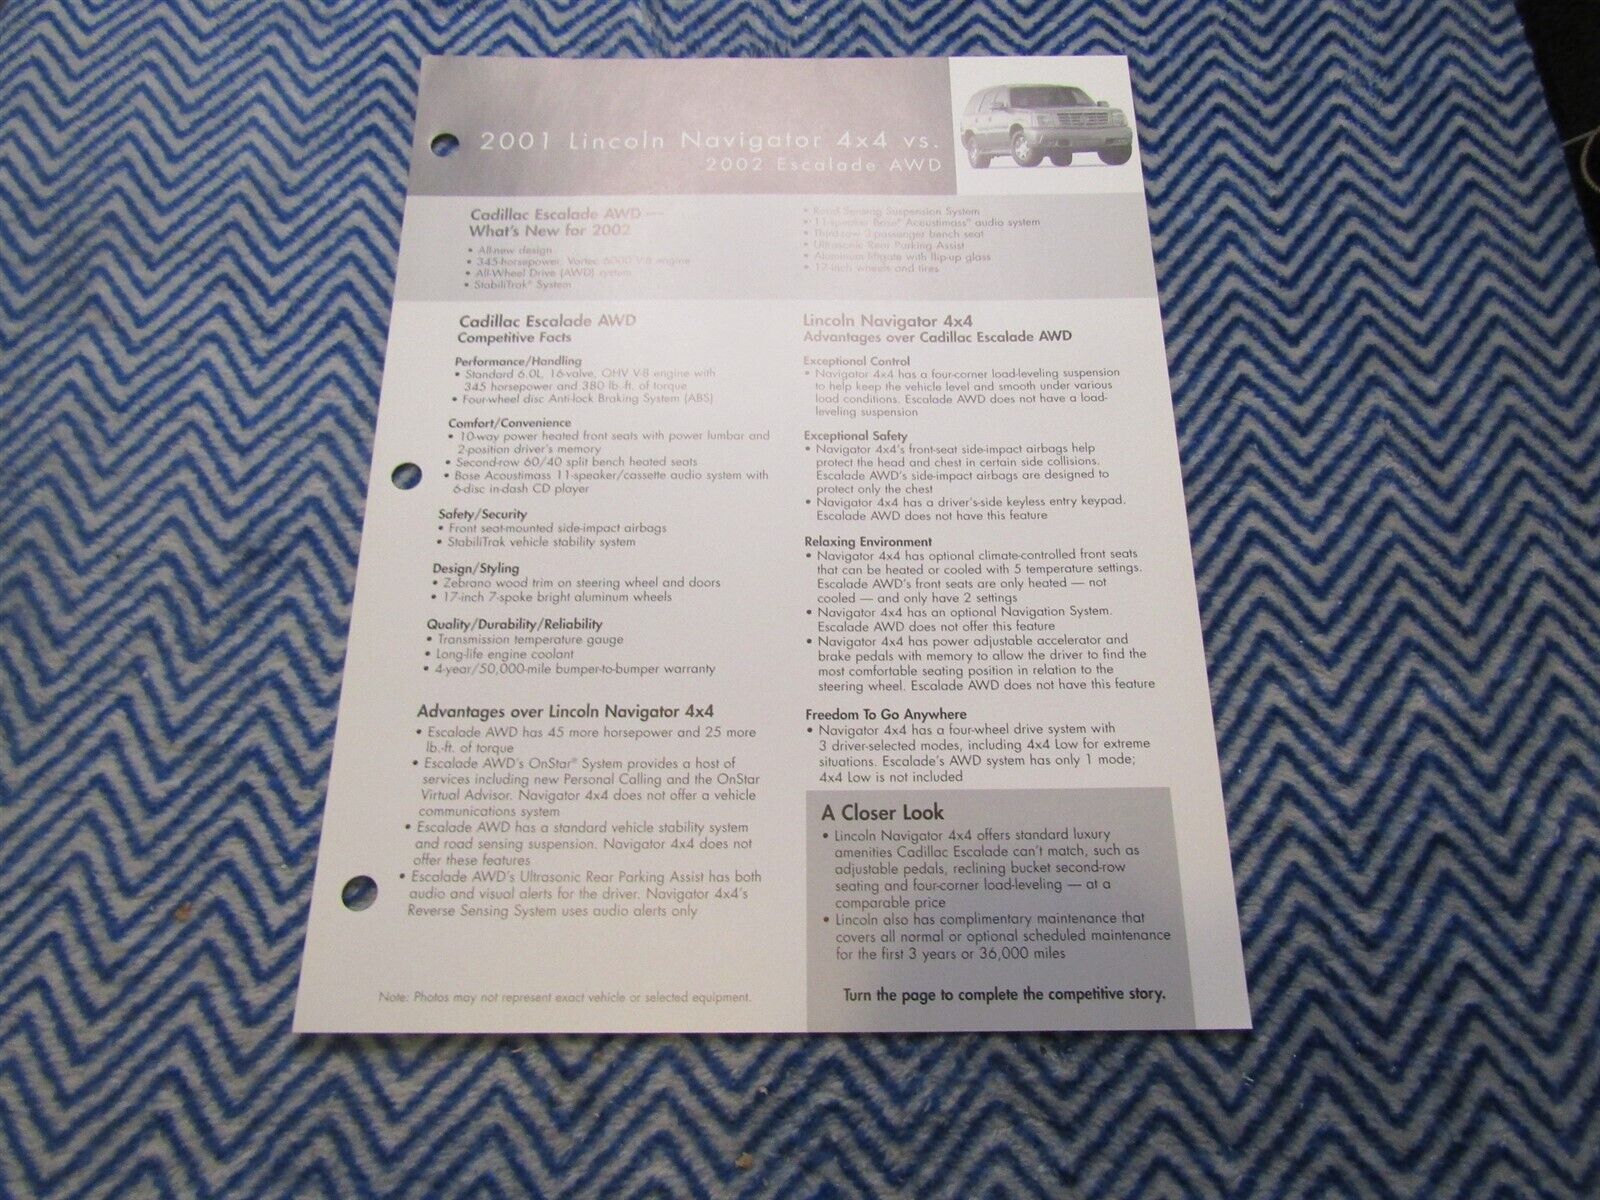 2001 Lincoln Navigator 4x4 vs.
2002 Escalade AWD
Cadillac Escalade AWD —
What's New for 2002
• All-new design
• 345-horsepower, Vortec 6000 V-8 engine
• All-Wheel Drive (AWD) system
• StabiliTrak® System
• Road Sensing Suspension System
• 11-speaker Bose® Acoustimass™ audio system
• Third-row 3-passenger bench seat
• Ultrasonic Rear Parking Assist
• Aluminum liftgate with flip-up glass
• 17-inch wheels and tires
Cadillac Escalade AWD
Competitive Facts
Performance/Handling
• Standard 6.0L, 16-valve, OHV V-8 engine with
345 horsepower and 380 lb.-ft. of torque
• Four-wheel disc Anti-lock Braking System (ABS)
Comfort/Convenience
• 10-way power heated front seats with power lumbar and
2-position driver's memory
• Second-row 60/40 split bench heated seats
• Bose Acoustimass 11-speaker/cassette audio system with
6-disc in-dash CD player
Safety/Security
• Front seat-mounted side-impact airbags
• StabiliTrak vehicle stability system
Design/Styling
• Zebrano wood trim on steering wheel and doors
• 17-inch 7-spoke bright aluminum wheels
Quality/Durability/Reliability
• Transmission temperature gauge
• Long-life engine coolant
• 4-year/50,000-mile bumper-to-bumper warranty
Advantages over Lincoln Navigator 4x4
• Escalade AWD has 45 more horsepower and 25 more
lb.-ft. of torque
• Escalade AWD's OnStar® System provides a host of
services including new Personal Calling and the OnStar
Virtual Advisor. Navigator 4x4 does not offer a vehicle
communications system
• Escalade AWD has a standard vehicle stability system
and road sensing suspension. Navigator 4x4 does not
offer these features
• Escalade AWD's Ultrasonic Rear Parking Assist has both
audio and visual alerts for the driver. Navigator 4x4's
Reverse Sensing System uses audio alerts only
Note: Photos may not represent exact vehicle or selected equipment.
Lincoln Navigator 4x4
Advantages over Cadillac Escalade AWD
Exceptional Control
• Navigator 4x4 has a four-corner load-leveling suspension
to help keep the vehicle level and smooth under various
load conditions. Escalade AWD does not have a load-
leveling suspension
Exceptional Safety
• Navigator 4x4's front-seat side-impact airbags help
protect the head and chest in certain side collisions.
Escalade AWD's side-impact airbags are designed to
protect only the chest
• Navigator 4x4 has a driver's-side keyless entry keypad.
Escalade AWD does not have this feature
Relaxing Environment
• Navigator 4x4 has optional climate-controlled front seats
that can be heated or cooled with 5 temperature settings.
Escalade AWD's front seats are only heated — not
cooled — and only have 2 settings
• Navigator 4x4 has an optional Navigation System.
Escalade AWD does not offer this feature
• Navigator 4x4 has power adjustable accelerator and
brake pedals with memory to allow the driver to find the
most comfortable seating position in relation to the
steering wheel. Escalade AWD does not have this feature
Freedom To Go Anywhere
• Navigator 4x4 has a four-wheel drive system with
3 driver-selected modes, including 4x4 Low for extreme
situations. Escalade's AWD system has only 1 mode;
4x4 Low is not included
A Closer Look
• Lincoln Navigator 4x4 offers standard luxury
amenities Cadillac Escalade can't match, such as
adjustable pedals, reclining bucket second-row
seating and four-corner load-leveling — at a
comparable price
• Lincoln also has complimentary maintenance that
covers all normal or optional scheduled maintenance
for the first 3 years or 36,000 miles
Turn the page to complete the competitive story.